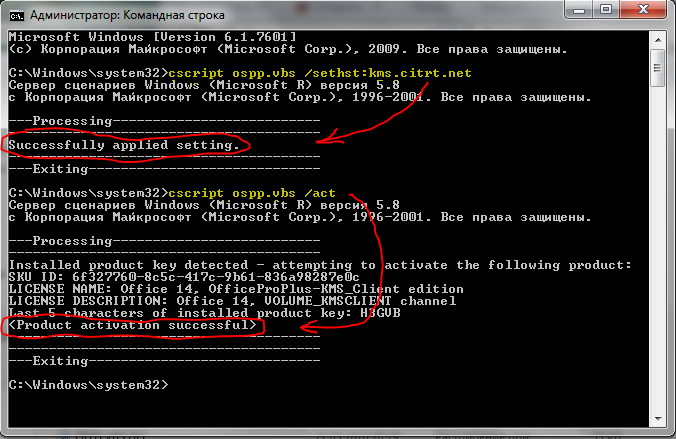 Администратор: Командная строка
Microsoft Windows [Version 6.1.7601]
(c) Корпорация Майкрософт (Microsoft Corp.), 2009. Все права защищены.
C:\Windows\system32>cscript ospp.vbs /sethst:kms.citrt.net
Сервер сценариев Windows (Microsoft R) версия 5.8
с Корпорация Майкрософт (Microsoft Corp.), 1996-2001. Все права защищены.
---Processing--------------------------
---------------------------------------
Successfully applied setting.
---------------------------------------
---Exiting-----------------------------
C:\Windows\system32>cscript ospp.vbs /act
Сервер сценариев Windows (Microsoft R) версия 5.8
с Корпорация Майкрософт (Microsoft Corp.), 1996-2001. Все права защищены.
---Processing--------------------------
---------------------------------------
Installed product key detected - attempting to activate the following product:
SKU ID: 6f327760-8c5c-417c-9b61-836a98287e0c
LICENSE NAME: Office 14, OfficeProPlus-KMS_Client edition
LICENSE DESCRIPTION: Office 14, VOLUME_KMSCLIENT channel
Last 5 characters of installed product key: H3GVB
<Product activation successful>
---------------------------------------
---------------------------------------
---Exiting-----------------------------
C:\Windows\system32>